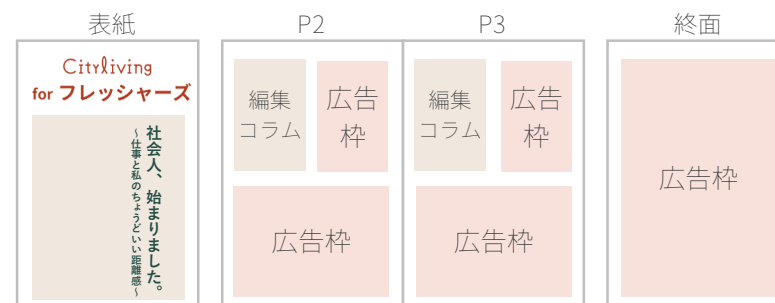 表紙
P2
P3
終面
Cityliving
for フレッシャーズ
社会人、始まりました。
～仕事と私のちょうどいい距離感～
編集
コラム
広告
枠
広告枠
編集
コラム
広告
枠
広告枠
広告枠